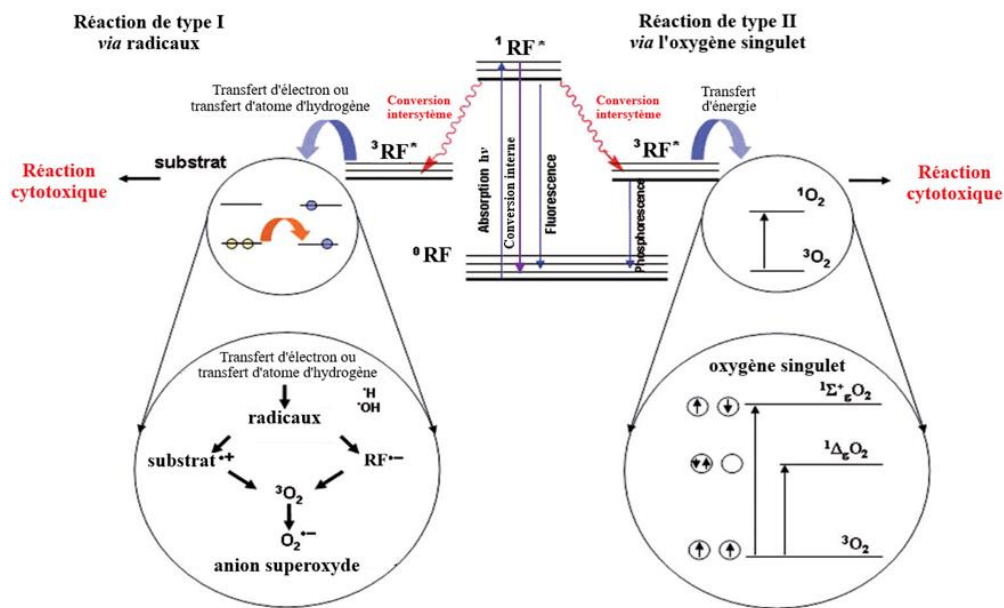 Réaction de type I
via radicaux
Réaction de type II
via l'oxygène singulet
¹RF*
Transfert d'électron ou
transfert d'atome d'hydrogène
Conversion
intersytème
Conversion
intersytème
Transfert
d'énergie
³RF*
³RF*
substrat
Réaction
cytotoxique
Réaction
cytotoxique
Absorption hν
Conversion interne
Fluorescence
Phosphorescence
⁰RF
¹O₂
³O₂
Transfert d'électron ou
transfert d'atome d'hydrogène
•H
•OH
radicaux
substrat•+
RF•−
³O₂
O₂•−
anion superoxyde
oxygène singulet
¹Σ⁺gO₂
¹ΔgO₂
³O₂